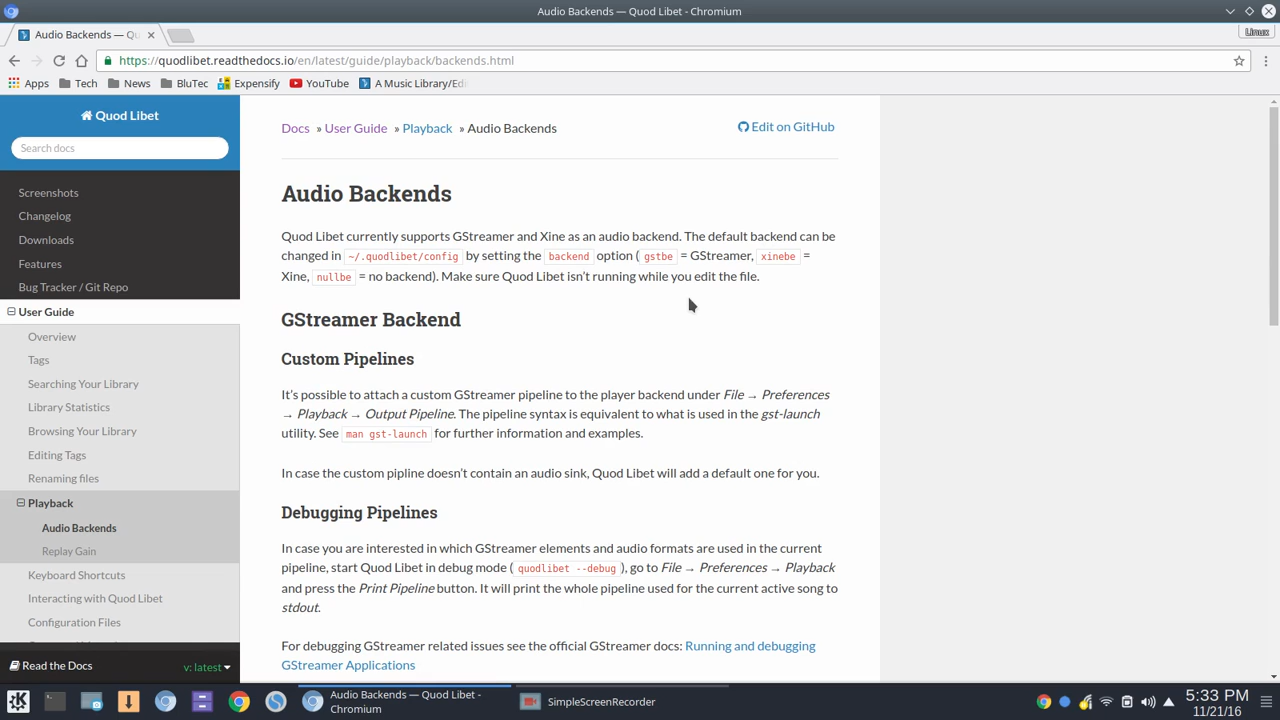 Audio Backends — Quod Libet - Chromium
Audio Backends — Qu
Linux
https://quodlibet.readthedocs.io/en/latest/guide/playback/backends.html
Apps Tech News BluTec Expensify YouTube A Music Library/Edi
Quod Libet
Search docs
Screenshots
Changelog
Downloads
Features
Bug Tracker / Git Repo
User Guide
Overview
Tags
Searching Your Library
Library Statistics
Browsing Your Library
Editing Tags
Renaming files
Playback
Audio Backends
Replay Gain
Keyboard Shortcuts
Interacting with Quod Libet
Configuration Files
Read the Docs v: latest
Docs » User Guide » Playback » Audio Backends
Edit on GitHub
Audio Backends
Quod Libet currently supports GStreamer and Xine as an audio backend. The default backend can be
changed in ~/.quodlibet/config by setting the backend option ( gstbe = GStreamer, xinebe =
Xine, nullbe = no backend). Make sure Quod Libet isn't running while you edit the file.
GStreamer Backend
Custom Pipelines
It's possible to attach a custom GStreamer pipeline to the player backend under File → Preferences
→ Playback → Output Pipeline. The pipeline syntax is equivalent to what is used in the gst-launch
utility. See man gst-launch for further information and examples.
In case the custom pipline doesn't contain an audio sink, Quod Libet will add a default one for you.
Debugging Pipelines
In case you are interested in which GStreamer elements and audio formats are used in the current
pipeline, start Quod Libet in debug mode ( quodlibet --debug ), go to File → Preferences → Playback
and press the Print Pipeline button. It will print the whole pipeline used for the current active song to
stdout.
For debugging GStreamer related issues see the official GStreamer docs: Running and debugging
GStreamer Applications
Audio Backends — Quod Libet -
Chromium
SimpleScreenRecorder
5:33 PM
11/21/16